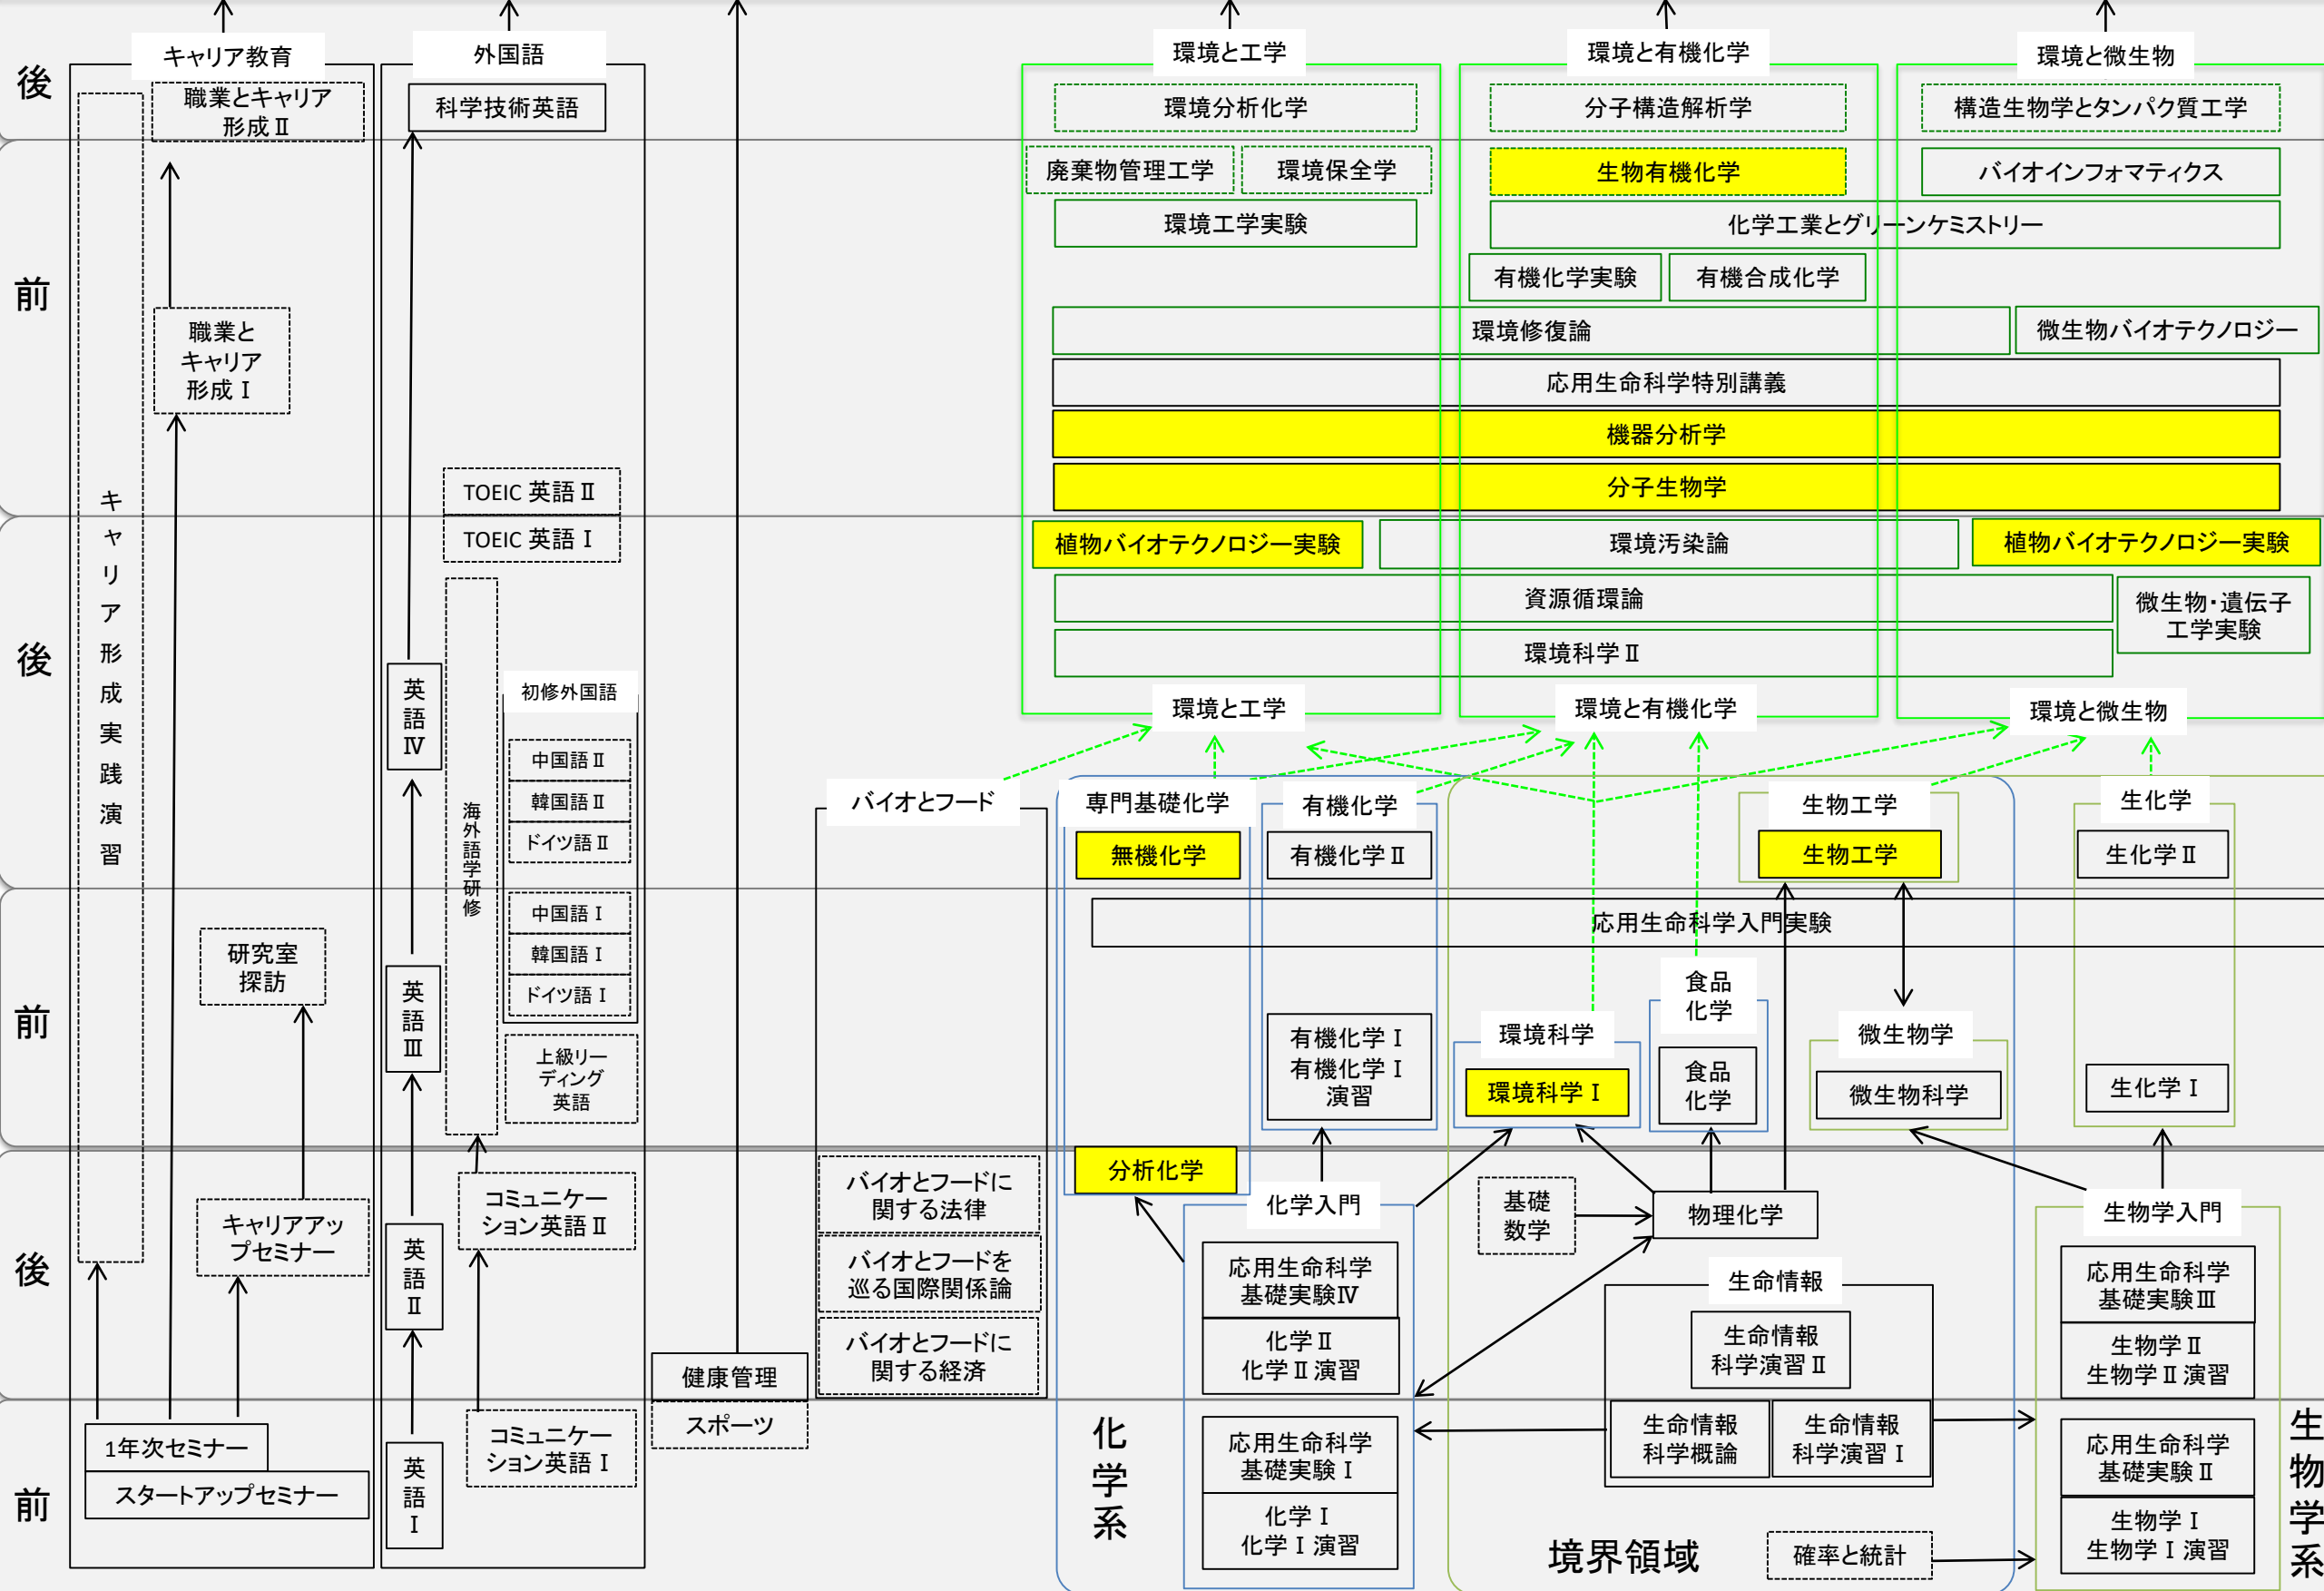 キャリア教育
外国語
環境と工学
環境と有機化学
環境と微生物
後
職業とキャリア
形成Ⅱ
科学技術英語
環境分析化学
分子構造解析学
構造生物学とタンパク質工学
前
廃棄物管理工学
環境保全学
生物有機化学
バイオインフォマティクス
環境工学実験
化学工業とグリーンケミストリー
有機化学実験
有機合成化学
職業と
キャリア
形成Ⅰ
環境修復論
微生物バイオテクノロジー
応用生命科学特別講義
機器分析学
分子生物学
TOEIC 英語Ⅱ
TOEIC 英語Ⅰ
キャリア形成実践演習
後
植物バイオテクノロジー実験
環境汚染論
植物バイオテクノロジー実験
資源循環論
微生物・遺伝子
工学実験
環境科学Ⅱ
英語Ⅳ
初修外国語
環境と工学
環境と有機化学
環境と微生物
中国語Ⅱ
韓国語Ⅱ
ドイツ語Ⅱ
海外語学研修
バイオとフード
専門基礎化学
有機化学
生物工学
生化学
無機化学
有機化学Ⅱ
生物工学
生化学Ⅱ
前
中国語Ⅰ
韓国語Ⅰ
ドイツ語Ⅰ
応用生命科学入門実験
研究室
探訪
英語Ⅲ
上級リー
ディング
英語
有機化学Ⅰ
有機化学Ⅰ
演習
環境科学
環境科学Ⅰ
食品
化学
食品
化学
微生物学
微生物科学
生化学Ⅰ
後
キャリアアッ
プセミナー
英語Ⅱ
コミュニケー
ション英語Ⅱ
バイオとフードに
関する法律
バイオとフードを
巡る国際関係論
バイオとフードに
関する経済
分析化学
化学入門
応用生命科学
基礎実験Ⅳ
化学Ⅱ
化学Ⅱ演習
基礎
数学
物理化学
生命情報
生命情報
科学演習Ⅱ
生物学入門
応用生命科学
基礎実験Ⅲ
生物学Ⅱ
生物学Ⅱ演習
健康管理
スポーツ
前
1年次セミナー
スタートアップセミナー
英語Ⅰ
コミュニケー
ション英語Ⅰ
化学系
応用生命科学
基礎実験Ⅰ
化学Ⅰ
化学Ⅰ演習
生命情報
科学概論
生命情報
科学演習Ⅰ
境界領域
確率と統計
応用生命科学
基礎実験Ⅱ
生物学Ⅰ
生物学Ⅰ演習
生物学系